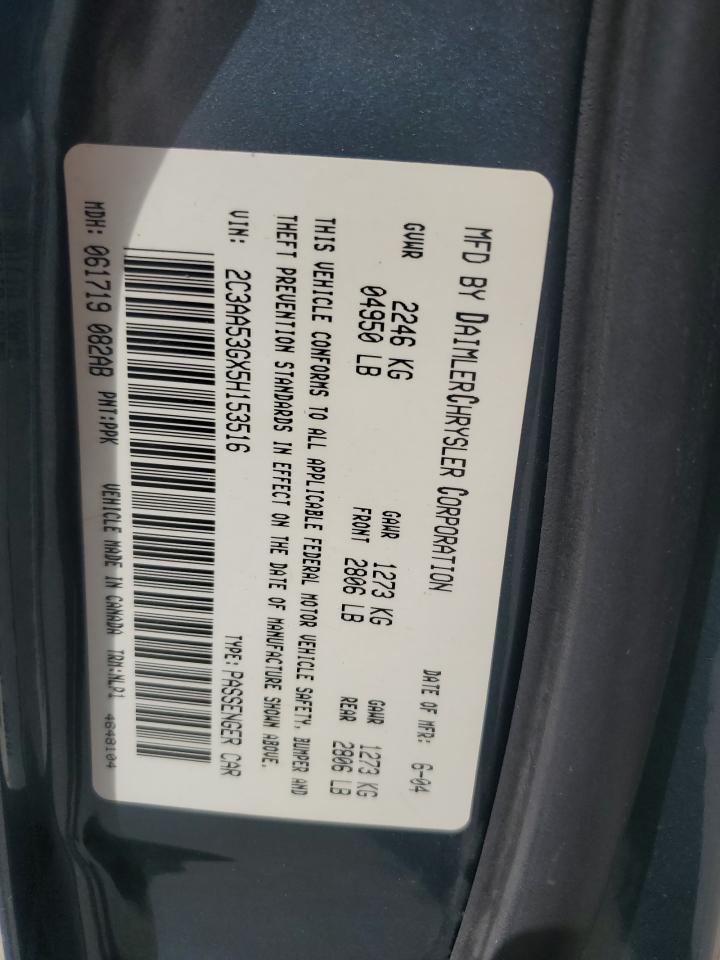 MFD BY DAIMLERCHRYSLER CORPORATION
DATE OF MFR: 6-04
GVWR 2246 KG
04950 LB
GAWR 1273 KG
FRONT 2806 LB
GAWR 1273 KG
REAR 2806 LB
THIS VEHICLE CONFORMS TO ALL APPLICABLE FEDERAL MOTOR VEHICLE SAFETY, BUMPER AND
THEFT PREVENTION STANDARDS IN EFFECT ON THE DATE OF MANUFACTURE SHOWN ABOVE.
VIN: 2C3AA53GX5H153516 TYPE: PASSENGER CAR
MDH: 061719 082AB PNT:PPK VEHICLE MADE IN CANADA TRM:NLP1 4648104